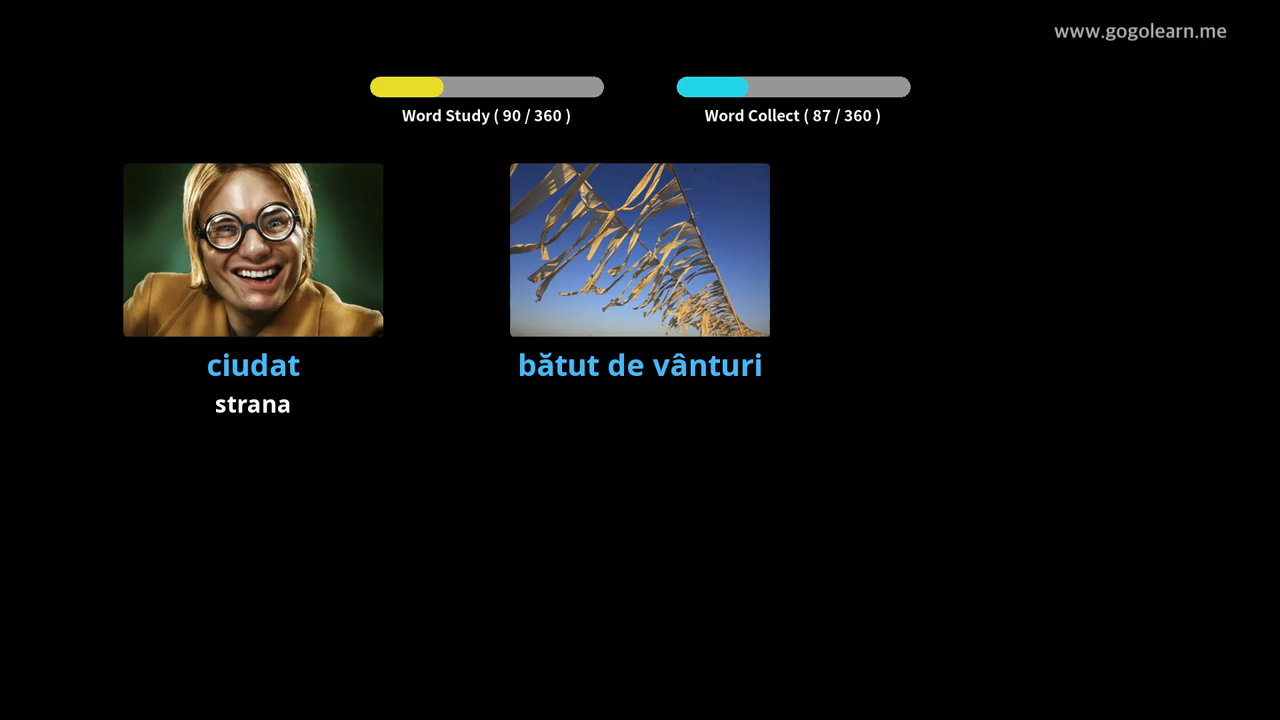 www.gogolearn.me
Word Study ( 90 / 360 )
Word Collect ( 87 / 360 )
ciudat
bătut de vânturi
strana